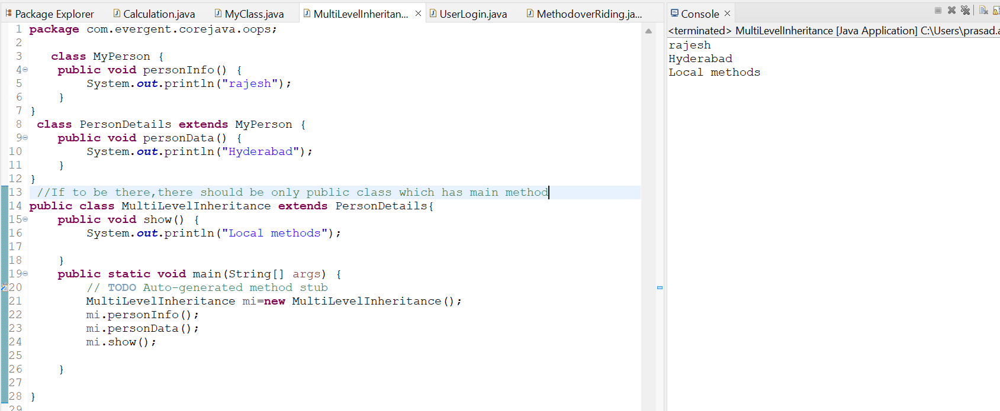 Package Explorer Calculation.java MyClass.java MultiLevelInheritan... UserLogin.java MethodoverRiding.ja...
1 package com.evergent.corejava.oops;
2
3 class MyPerson {
4 public void personInfo() {
5 System.out.println("rajesh");
6 }
7 }
8 class PersonDetails extends MyPerson {
9 public void personData() {
10 System.out.println("Hyderabad");
11 }
12 }
13 //If to be there,there should be only public class which has main method
14 public class MultiLevelInheritance extends PersonDetails{
15 public void show() {
16 System.out.println("Local methods");
17
18 }
19 public static void main(String[] args) {
20 // TODO Auto-generated method stub
21 MultiLevelInheritance mi=new MultiLevelInheritance();
22 mi.personInfo();
23 mi.personData();
24 mi.show();
25
26 }
27
28 }
29
Console
<terminated> MultiLevelInheritance [Java Application] C:\Users\prasad.a
rajesh
Hyderabad
Local methods